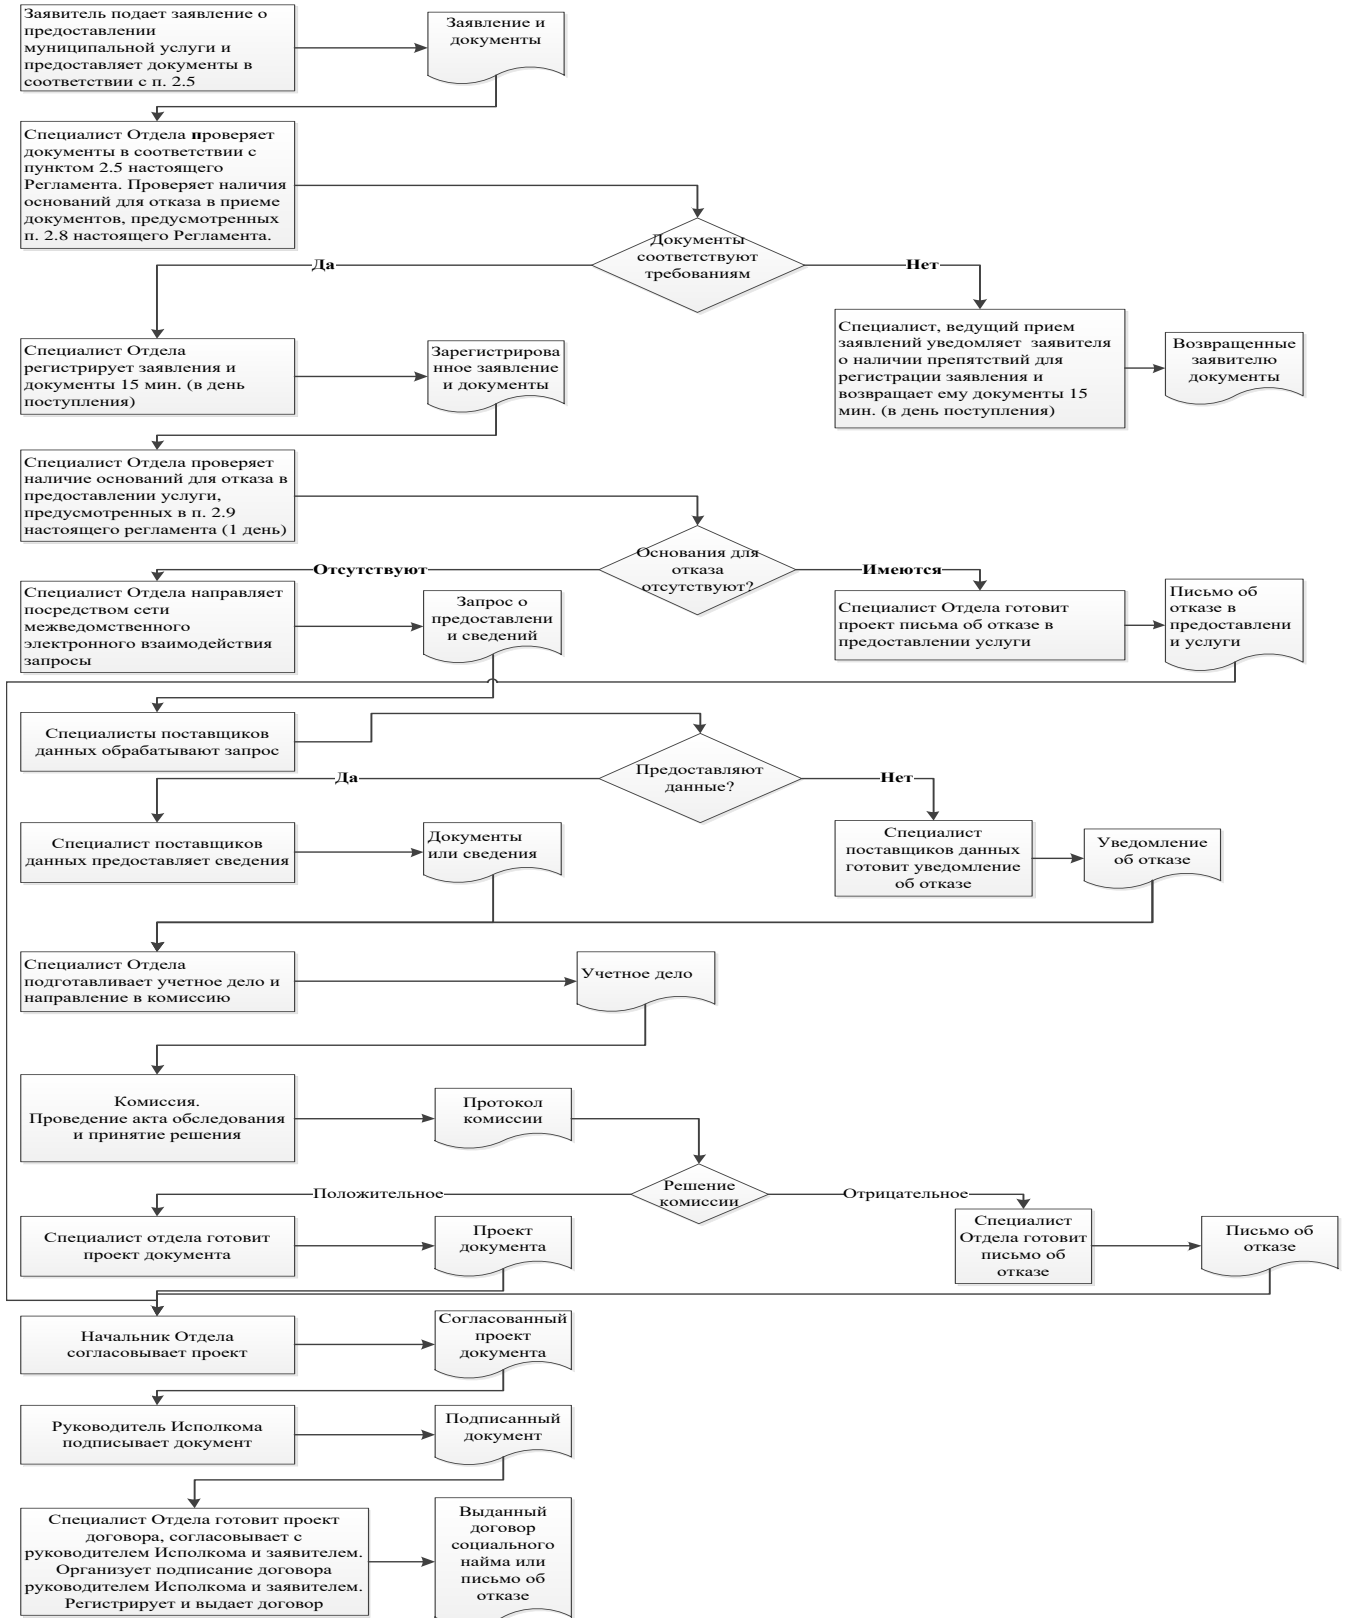 Заявитель подает заявление о
предоставлении
муниципальной услуги и
предоставляет документы в
соответствии с п. 2.5
Заявление и
документы
Специалист Отдела проверяет
документы в соответствии с
пунктом 2.5 настоящего
Регламента. Проверяет наличия
оснований для отказа в приеме
документов, предусмотренных
п. 2.8 настоящего Регламента.
Документы
соответствуют
требованиям
Да
Нет
Специалист Отдела
регистрирует заявления и
документы 15 мин. (в день
поступления)
Зарегистрирова
нное заявление
и документы
Специалист, ведущий прием
заявлений уведомляет заявителя
о наличии препятствий для
регистрации заявления и
возвращает ему документы 15
мин. (в день поступления)
Возвращенные
заявителю
документы
Специалист Отдела проверяет
наличие оснований для отказа в
предоставлении услуги,
предусмотренных в п. 2.9
настоящего регламента (1 день)
Основания для
отказа
отсутствуют?
Отсутствуют
Имеются
Специалист Отдела направляет
посредством сети
межведомственного
электронного взаимодействия
запросы
Запрос о
предоставлени
и сведений
Специалист Отдела готовит
проект письма об отказе в
предоставлении услуги
Письмо об
отказе в
предоставлени
и услуги
Специалисты поставщиков
данных обрабатывают запрос
Предоставляют
данные?
Да
Нет
Специалист поставщиков
данных предоставляет сведения
Документы
или сведения
Специалист
поставщиков данных
готовит уведомление
об отказе
Уведомление
об отказе
Специалист Отдела
подготавливает учетное дело и
направление в комиссию
Учетное дело
Комиссия.
Проведение акта обследования
и принятие решения
Протокол
комиссии
Решение
комиссии
Положительное
Отрицательное
Специалист отдела готовит
проект документа
Проект
документа
Специалист
Отдела готовит
письмо об
отказе
Письмо об
отказе
Начальник Отдела
согласовывает проект
Согласованный
проект
документа
Руководитель Исполкома
подписывает документ
Подписанный
документ
Специалист Отдела готовит проект
договора, согласовывает с
руководителем Исполкома и заявителем.
Организует подписание договора
руководителем Исполкома и заявителем.
Регистрирует и выдает договор
Выданный
договор
социального
найма или
письмо об
отказе